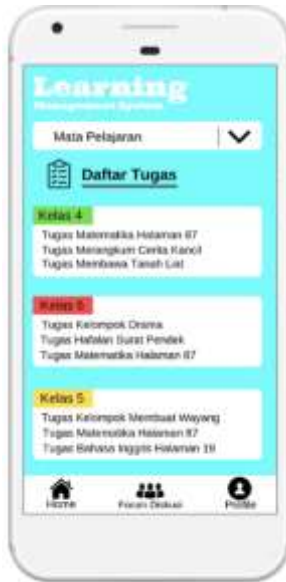 Learning
Management System
Mata Pelajaran
Daftar Tugas
Kelas 4
Tugas Matematika Halaman 87
Tugas Merangkum Cerita Kancil
Tugas Membawa Tanah Liat
Kelas 6
Tugas Kelompok Drama
Tugas Hafalan Surat Pendek
Tugas Matematika Halaman 87
Kelas 5
Tugas Kelompok Membuat Wayang
Tugas Matematika Halaman 87
Tugas Bahasa Inggris Halaman 19
Home
Forum Diskusi
Profile